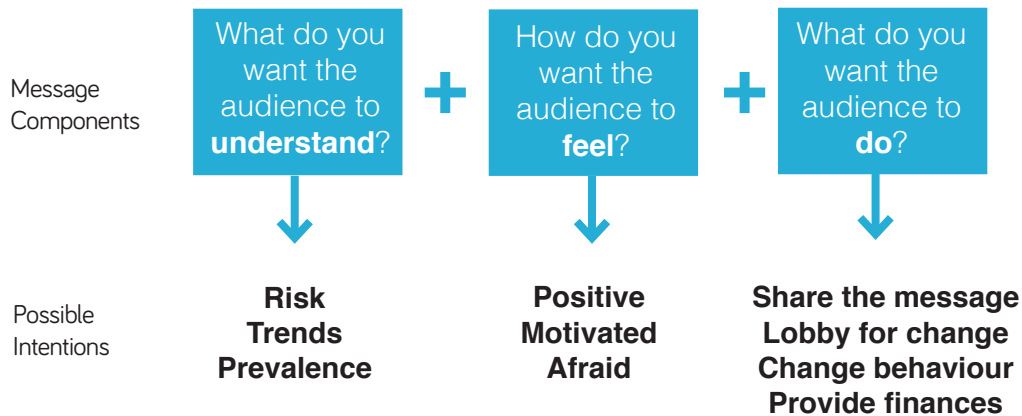 Message
Components
What do you
want the
audience to
understand?
+
How do you
want the
audience to
feel?
+
What do you
want the
audience to
do?
Possible
Intentions
Risk
Trends
Prevalence
Positive
Motivated
Afraid
Share the message
Lobby for change
Change behaviour
Provide finances